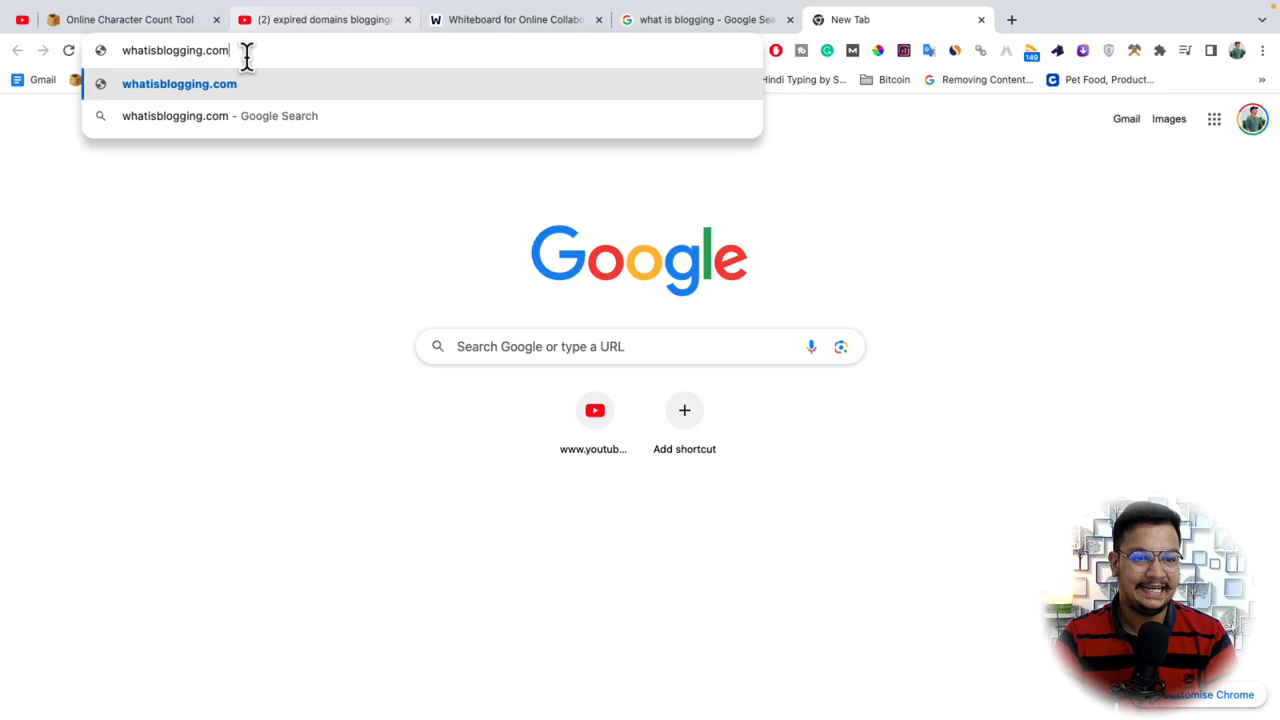 Online Character Count Tool
(2) expired domains bloggingo
Whiteboard for Online Collabo
what is blogging - Google Sea
New Tab
whatisblogging.com
149
Gmail
Hindi Typing by S...
Bitcoin
Removing Content...
Pet Food, Product...
whatisblogging.com
whatisblogging.com - Google Search
Gmail
Images
Google
Search Google or type a URL
www.youtub...
Add shortcut
Customise Chrome